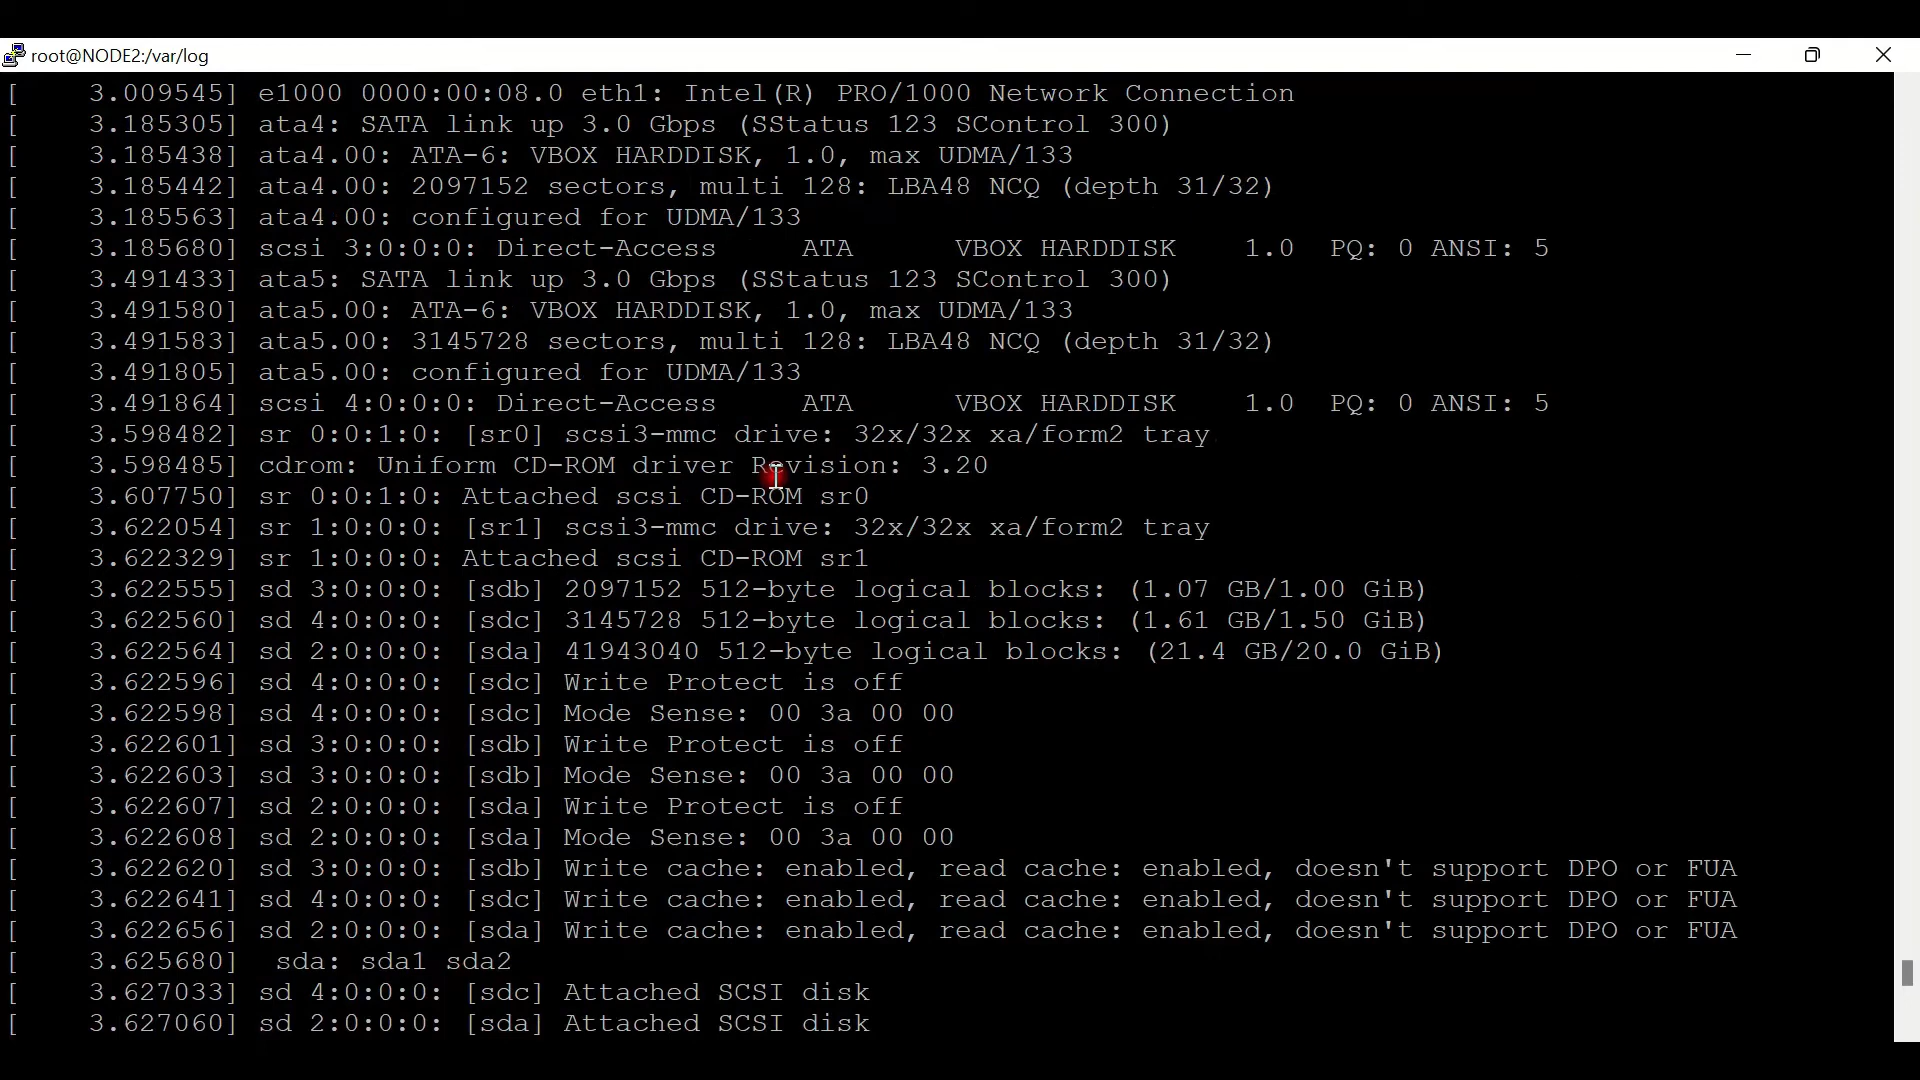 root@NODE2:/var/log
[    3.009545] e1000 0000:00:08.0 eth1: Intel(R) PRO/1000 Network Connection
[    3.185305] ata4: SATA link up 3.0 Gbps (SStatus 123 SControl 300)
[    3.185438] ata4.00: ATA-6: VBOX HARDDISK, 1.0, max UDMA/133
[    3.185442] ata4.00: 2097152 sectors, multi 128: LBA48 NCQ (depth 31/32)
[    3.185563] ata4.00: configured for UDMA/133
[    3.185680] scsi 3:0:0:0: Direct-Access     ATA      VBOX HARDDISK    1.0  PQ: 0 ANSI: 5
[    3.491433] ata5: SATA link up 3.0 Gbps (SStatus 123 SControl 300)
[    3.491580] ata5.00: ATA-6: VBOX HARDDISK, 1.0, max UDMA/133
[    3.491583] ata5.00: 3145728 sectors, multi 128: LBA48 NCQ (depth 31/32)
[    3.491805] ata5.00: configured for UDMA/133
[    3.491864] scsi 4:0:0:0: Direct-Access     ATA      VBOX HARDDISK    1.0  PQ: 0 ANSI: 5
[    3.598482] sr 0:0:1:0: [sr0] scsi3-mmc drive: 32x/32x xa/form2 tray
[    3.598485] cdrom: Uniform CD-ROM driver Revision: 3.20
[    3.607750] sr 0:0:1:0: Attached scsi CD-ROM sr0
[    3.622054] sr 1:0:0:0: [sr1] scsi3-mmc drive: 32x/32x xa/form2 tray
[    3.622329] sr 1:0:0:0: Attached scsi CD-ROM sr1
[    3.622555] sd 3:0:0:0: [sdb] 2097152 512-byte logical blocks: (1.07 GB/1.00 GiB)
[    3.622560] sd 4:0:0:0: [sdc] 3145728 512-byte logical blocks: (1.61 GB/1.50 GiB)
[    3.622564] sd 2:0:0:0: [sda] 41943040 512-byte logical blocks: (21.4 GB/20.0 GiB)
[    3.622596] sd 4:0:0:0: [sdc] Write Protect is off
[    3.622598] sd 4:0:0:0: [sdc] Mode Sense: 00 3a 00 00
[    3.622601] sd 3:0:0:0: [sdb] Write Protect is off
[    3.622603] sd 3:0:0:0: [sdb] Mode Sense: 00 3a 00 00
[    3.622607] sd 2:0:0:0: [sda] Write Protect is off
[    3.622608] sd 2:0:0:0: [sda] Mode Sense: 00 3a 00 00
[    3.622620] sd 3:0:0:0: [sdb] Write cache: enabled, read cache: enabled, doesn't support DPO or FUA
[    3.622641] sd 4:0:0:0: [sdc] Write cache: enabled, read cache: enabled, doesn't support DPO or FUA
[    3.622656] sd 2:0:0:0: [sda] Write cache: enabled, read cache: enabled, doesn't support DPO or FUA
[    3.625680]  sda: sda1 sda2
[    3.627033] sd 4:0:0:0: [sdc] Attached SCSI disk
[    3.627060] sd 2:0:0:0: [sda] Attached SCSI disk